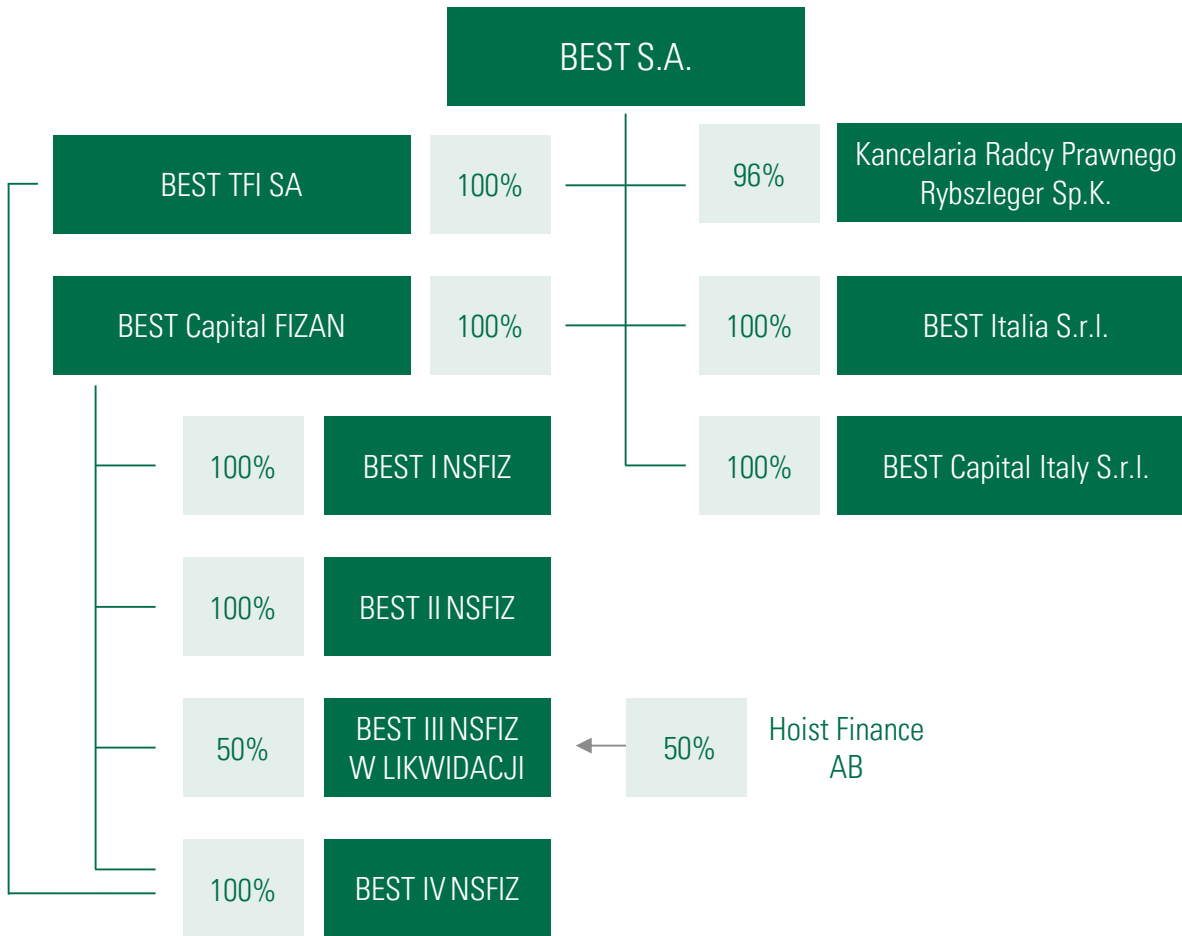 BEST S.A.
BEST TFI SA
100%
96%
Kancelaria Radcy Prawnego
Rybszleger Sp.K.
BEST Capital FIZAN
100%
100%
BEST Italia S.r.l.
100%
BEST I NSFIZ
100%
BEST Capital Italy S.r.l.
100%
BEST II NSFIZ
50%
BEST III NSFIZ
W LIKWIDACJI
50%
Hoist Finance
AB
100%
BEST IV NSFIZ